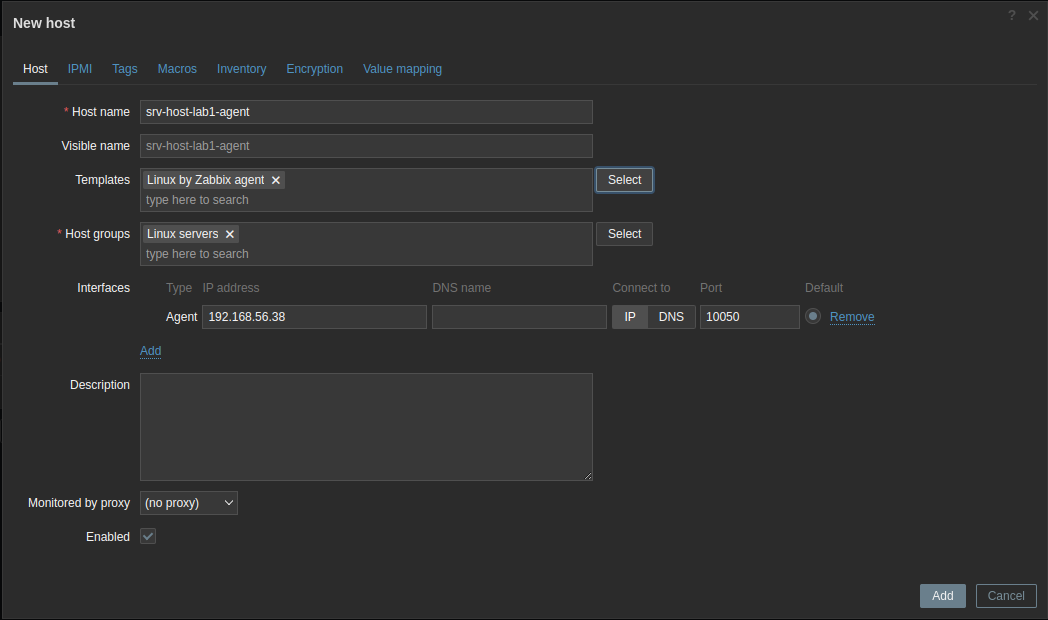 New host
?
Host IPMI Tags Macros Inventory Encryption Value mapping
* Host name srv-host-lab1-agent
Visible name srv-host-lab1-agent
Templates Linux by Zabbix agent Select
type here to search
* Host groups Linux servers Select
type here to search
Interfaces Type IP address DNS name Connect to Port Default
Agent 192.168.56.38 IP DNS 10050 Remove
Add
Description
Monitored by proxy (no proxy)
Enabled
Add Cancel